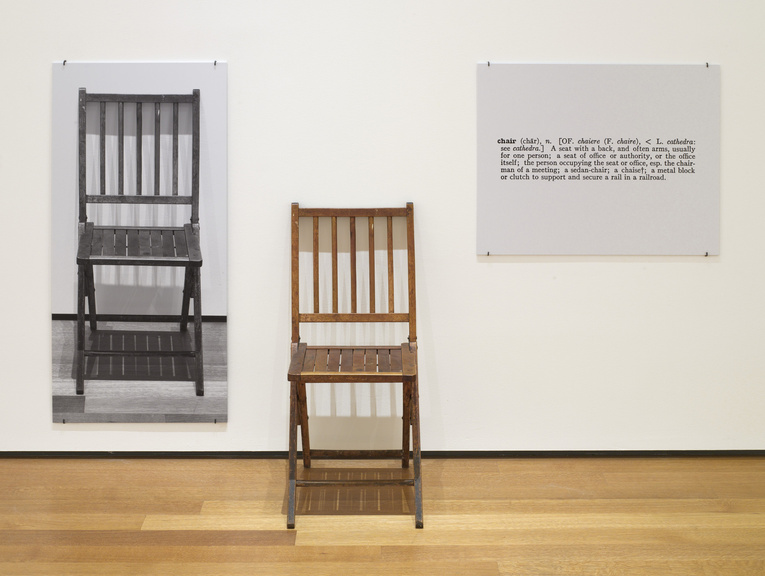 chair (châr), n. [OF. chaiere (F. chaire), < L. cathedra:
see cathedra.] A seat with a back, and often arms, usually
for one person; a seat of office or authority, or the office
itself; the person occupying the seat or office, esp. the chair-
man of a meeting; a sedan-chair; a chaise†; a metal block
or clutch to support and secure a rail in a railroad.